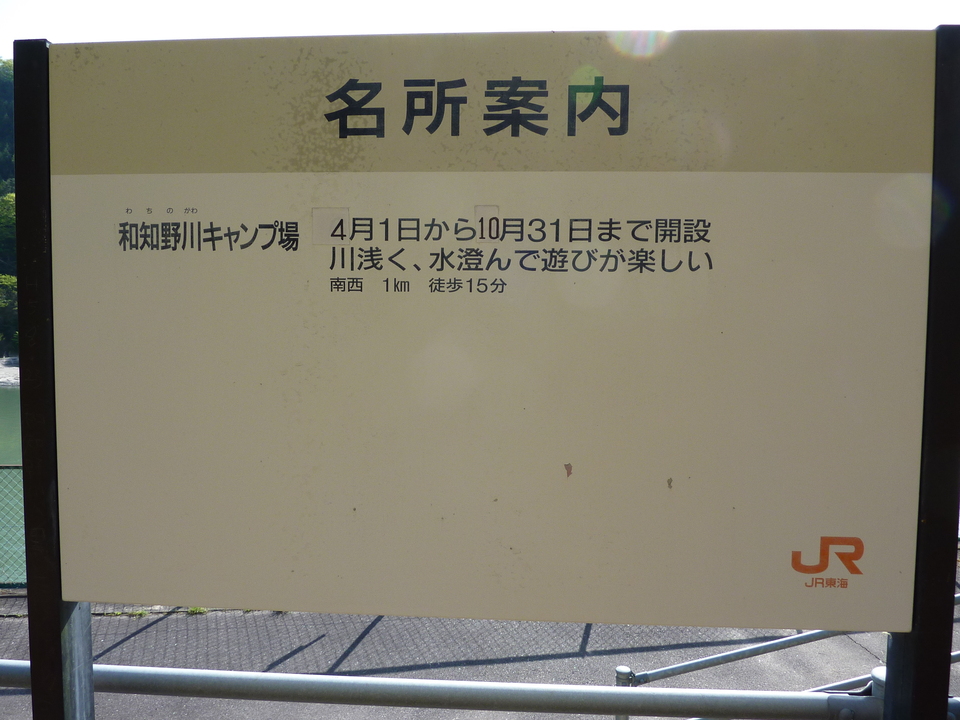 名所案内
わちのかわ
和知野川キャンプ場 4月1日から10月31日まで開設
川浅く、水澄んで遊びが楽しい
南西 1km 徒歩15分
JR
JR東海